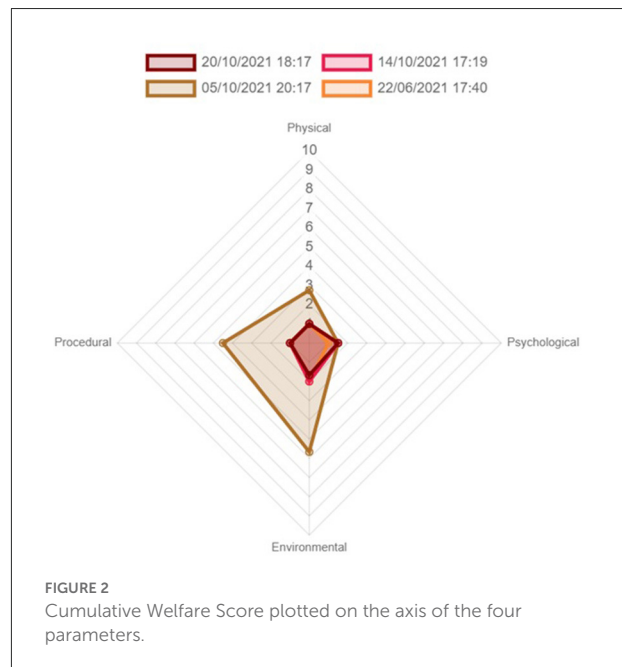 20/10/2021 18:17 14/10/2021 17:19
05/10/2021 20:17 22/06/2021 17:40
Physical
10
9
8
7
6
5
4
3
2
Procedural
Psychological
Environmental
FIGURE 2
Cumulative Welfare Score plotted on the axis of the four
parameters.